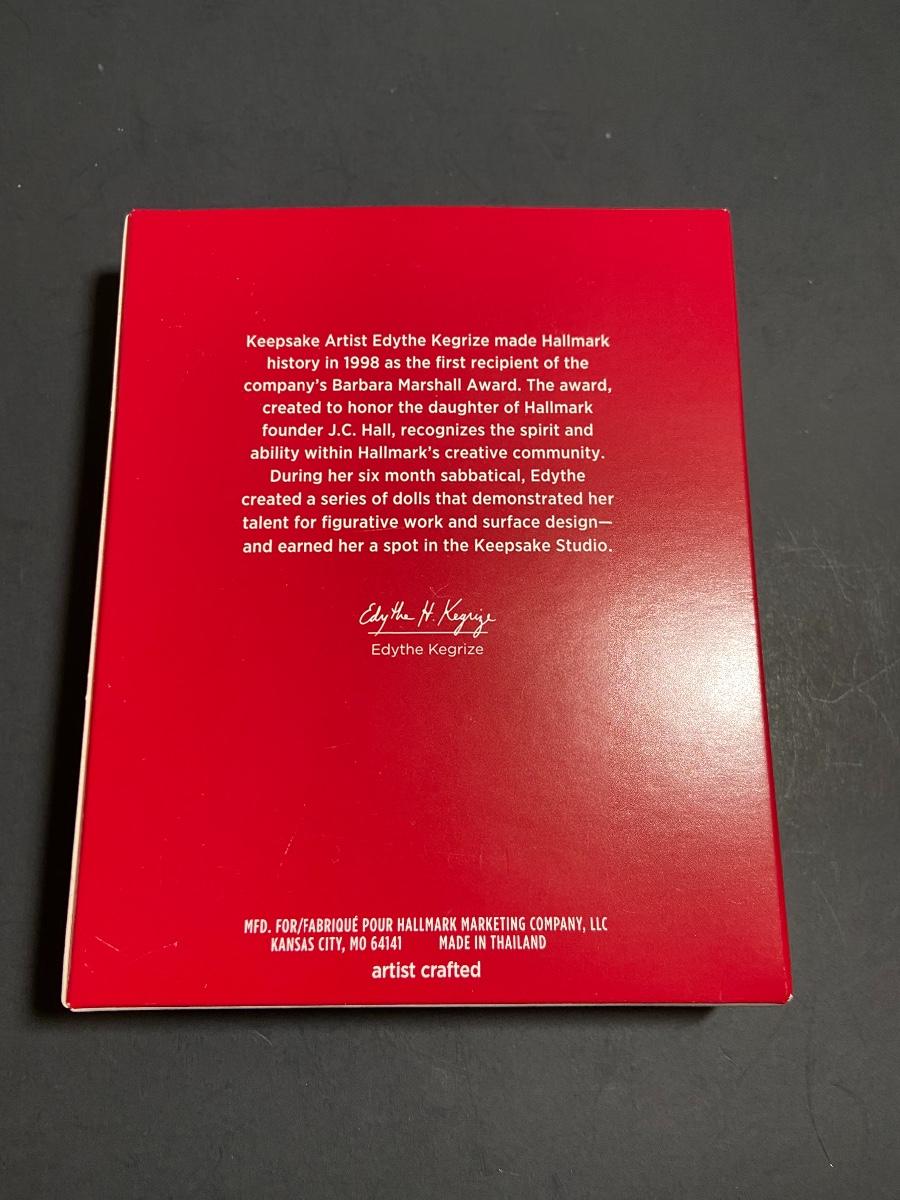 Keepsake Artist Edythe Kegrize made Hallmark
history in 1998 as the first recipient of the
company's Barbara Marshall Award. The award,
created to honor the daughter of Hallmark
founder J.C. Hall, recognizes the spirit and
ability within Hallmark's creative community.
During her six month sabbatical, Edythe
created a series of dolls that demonstrated her
talent for figurative work and surface design—
and earned her a spot in the Keepsake Studio.
Edythe H. Kegrize
Edythe Kegrize
MFD. FOR/FABRIQUÉ POUR HALLMARK MARKETING COMPANY, LLC
KANSAS CITY, MO 64141 MADE IN THAILAND
artist crafted